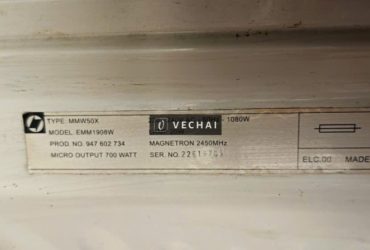 TYPE: MMW50X
1080W
VECHAI
MODEL: EMM1908W
PROD. NO: 947 602 734
MAGNETRON 2450MHz
MICRO OUTPUT 700 WATT
SER. NO.
ELC.00 MADE